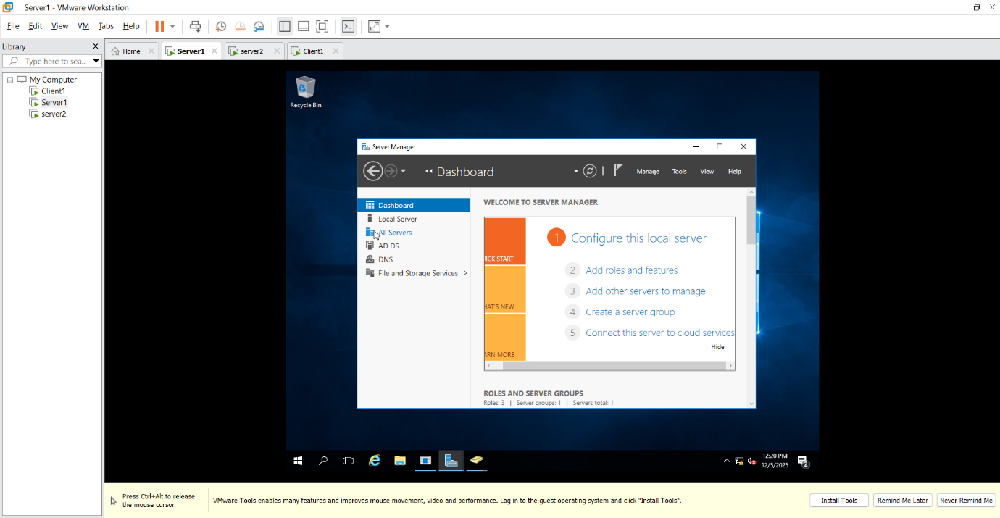 Server1 - VMware Workstation
File Edit View VM Tabs Help
Library
Type here to sea...
Home Server1 server2 Client1
My Computer
Client1
Server1
server2
Recycle Bin
Server Manager
Dashboard
Manage Tools View Help
Dashboard
Local Server
All Servers
AD DS
DNS
File and Storage Services
WELCOME TO SERVER MANAGER
UICK START
HAT'S NEW
ARN MORE
1 Configure this local server
2 Add roles and features
3 Add other servers to manage
4 Create a server group
5 Connect this server to cloud services
Hide
ROLES AND SERVER GROUPS
Roles: 3 | Server groups: 1 | Servers total: 1
12:20 PM
12/5/2025
2
Press Ctrl+Alt to release
the mouse cursor
VMware Tools enables many features and improves mouse movement, video and performance. Log in to the guest operating system and click "Install Tools".
Install Tools Remind Me Later Never Remind Me